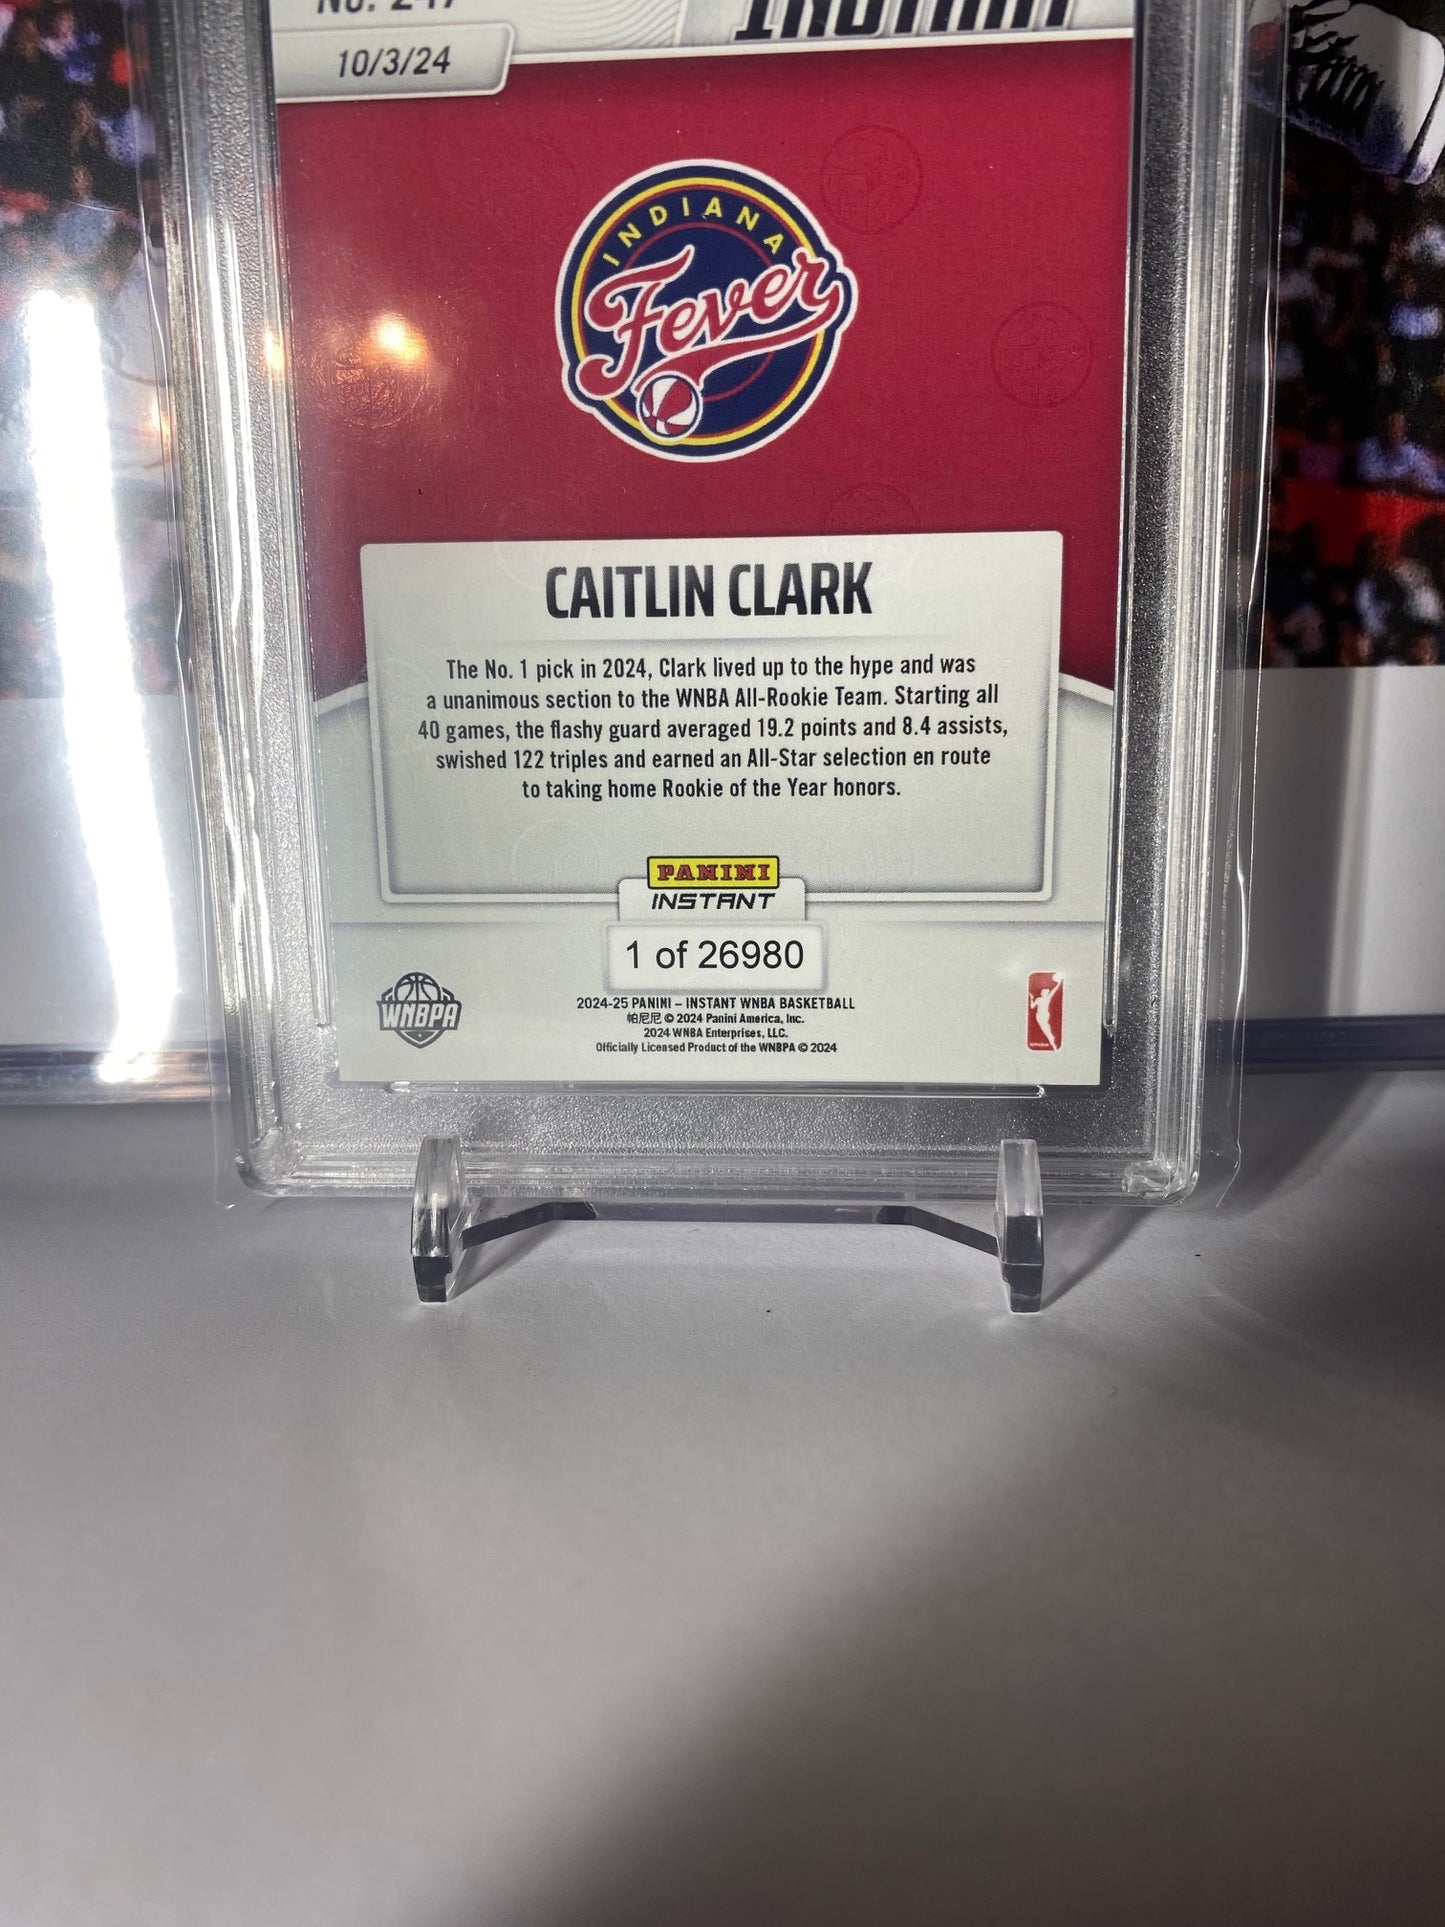 10/3/24
INSTANT
INDIANA
Fever
CAITLIN CLARK
The No. 1 pick in 2024, Clark lived up to the hype and was
a unanimous section to the WNBA All-Rookie Team. Starting all
40 games, the flashy guard averaged 19.2 points and 8.4 assists,
swished 122 triples and earned an All-Star selection en route
to taking home Rookie of the Year honors.
PANINI
INSTANT
1 of 26980
WNBPA
2024-25 PANINI – INSTANT WNBA BASKETBALL
帕尼尼 © 2024 Panini America, Inc.
2024 WNBA Enterprises, LLC.
Officially Licensed Product of the WNBPA © 2024
WNBA